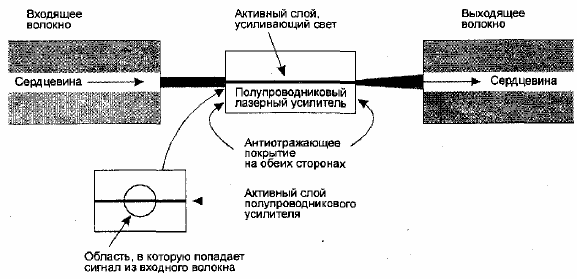 Входящее
волокно
Активный слой,
усиливающий свет
Выходящее
волокно
Сердцевина
Сердцевина
Полупроводниковый
лазерный усилитель
Антиотражающее
покрытие
на обеих сторонах
Активный слой
полупроводникового
усилителя
Область, в которую попадает
сигнал из входного волокна